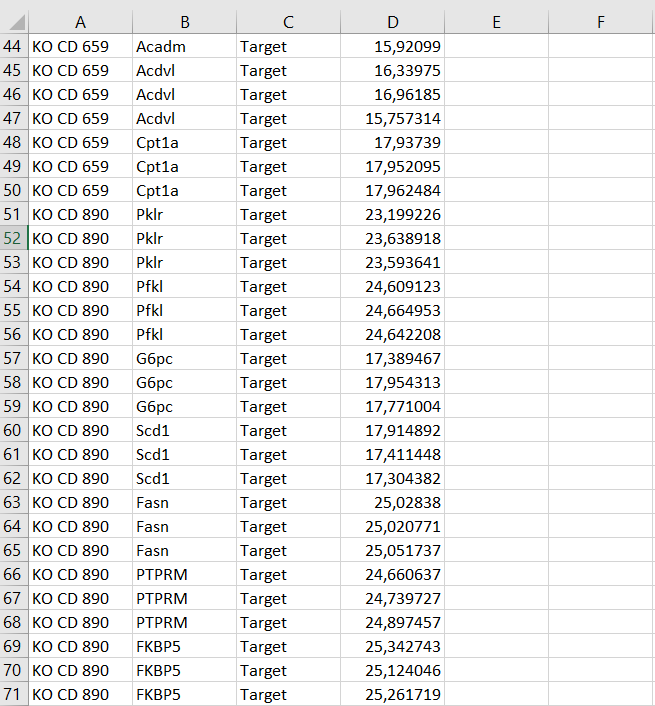 A B C D E F
44 KO CD 659 Acadm Target 15,92099
45 KO CD 659 Acdvl Target 16,33975
46 KO CD 659 Acdvl Target 16,96185
47 KO CD 659 Acdvl Target 15,757314
48 KO CD 659 Cpt1a Target 17,93739
49 KO CD 659 Cpt1a Target 17,952095
50 KO CD 659 Cpt1a Target 17,962484
51 KO CD 890 Pklr Target 23,199226
52 KO CD 890 Pklr Target 23,638918
53 KO CD 890 Pklr Target 23,593641
54 KO CD 890 Pfkl Target 24,609123
55 KO CD 890 Pfkl Target 24,664953
56 KO CD 890 Pfkl Target 24,642208
57 KO CD 890 G6pc Target 17,389467
58 KO CD 890 G6pc Target 17,954313
59 KO CD 890 G6pc Target 17,771004
60 KO CD 890 Scd1 Target 17,914892
61 KO CD 890 Scd1 Target 17,411448
62 KO CD 890 Scd1 Target 17,304382
63 KO CD 890 Fasn Target 25,02838
64 KO CD 890 Fasn Target 25,020771
65 KO CD 890 Fasn Target 25,051737
66 KO CD 890 PTPRM Target 24,660637
67 KO CD 890 PTPRM Target 24,739727
68 KO CD 890 PTPRM Target 24,897457
69 KO CD 890 FKBP5 Target 25,342743
70 KO CD 890 FKBP5 Target 25,124046
71 KO CD 890 FKBP5 Target 25,261719